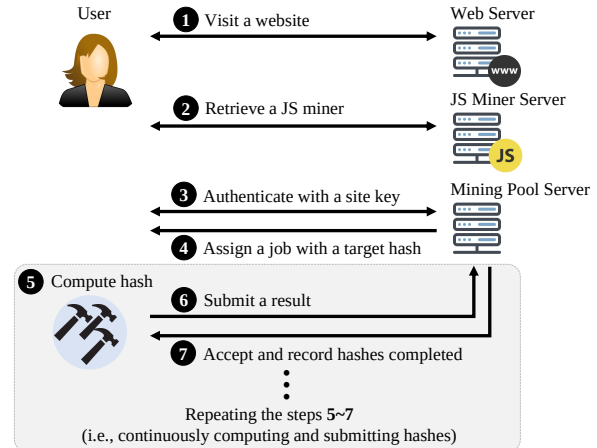 User
1 Visit a website
Web Server
www
2 Retrieve a JS miner
JS Miner Server
JS
3 Authenticate with a site key
Mining Pool Server
4 Assign a job with a target hash
5 Compute hash
6 Submit a result
7 Accept and record hashes completed
Repeating the steps 5~7
(i.e., continuously computing and submitting hashes)